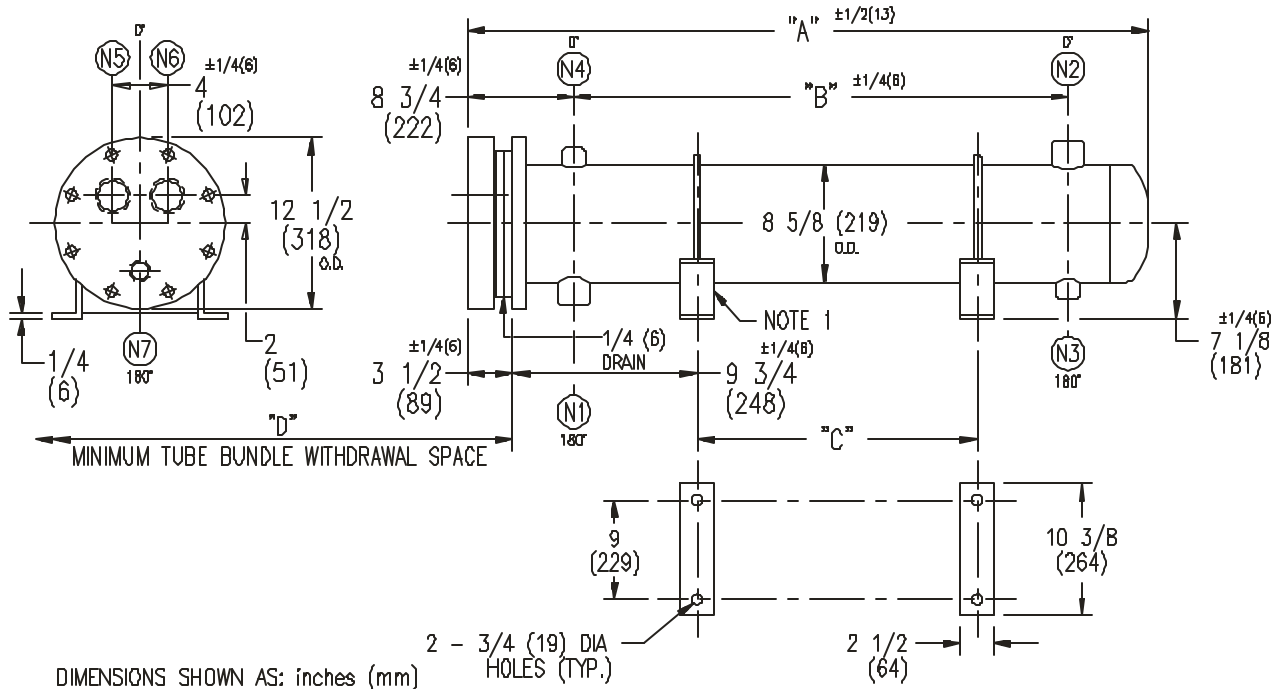 "A" ±1/2(13)
0°
N5 N6
±1/4(6)
4
(102)
±1/4(6)
8 3/4
(222)
0°
N4
"B" ±1/4(6)
0°
N2
12 1/2
(318)
O.D.
8 5/8 (219)
O.D.
1/4
(6)
N7
180°
2
(51)
±1/4(6)
3 1/2
(89)
1/4 (6)
DRAIN
NOTE 1
±1/4(6)
9 3/4
(248)
N1
180°
N3
180°
±1/4(6)
7 1/8
(181)
"D"
MINIMUM TUBE BUNDLE WITHDRAWAL SPACE
"C"
9
(229)
10 3/8
(264)
2 - 3/4 (19) DIA
HOLES (TYP.)
2 1/2
(64)
DIMENSIONS SHOWN AS: inches (mm)